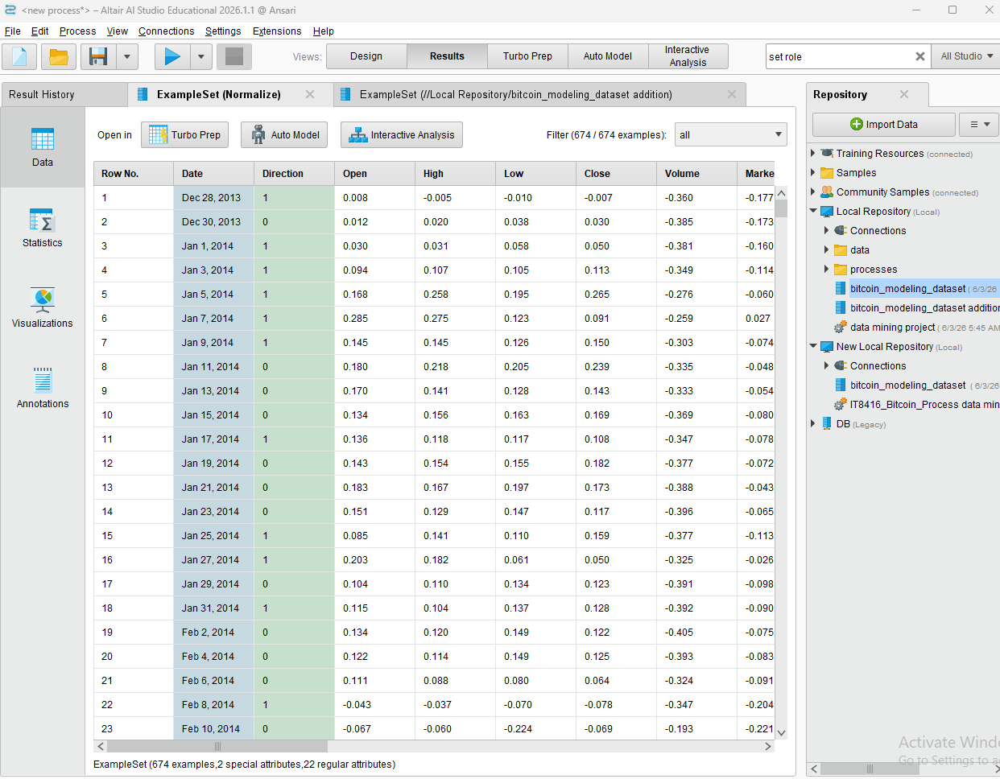 <new process*> – Altair AI Studio Educational 2026.1.1 @ Ansari
File Edit Process View Connections Settings Extensions Help
Views: Design Results Turbo Prep Auto Model Interactive Analysis set role All Studio
Result History ExampleSet (Normalize) ExampleSet (//Local Repository/bitcoin_modeling_dataset addition)
Data
Statistics
Visualizations
Annotations
Open in Turbo Prep Auto Model Interactive Analysis Filter (674 / 674 examples): all
Row No. Date Direction Open High Low Close Volume Marke
1 Dec 28, 2013 1 0.008 -0.005 -0.010 -0.007 -0.360 -0.177
2 Dec 30, 2013 0 0.012 0.020 0.038 0.030 -0.385 -0.173
3 Jan 1, 2014 1 0.030 0.031 0.058 0.050 -0.381 -0.160
4 Jan 3, 2014 1 0.094 0.107 0.105 0.113 -0.349 -0.114
5 Jan 5, 2014 1 0.168 0.258 0.195 0.265 -0.276 -0.060
6 Jan 7, 2014 1 0.285 0.275 0.123 0.091 -0.259 0.027
7 Jan 9, 2014 1 0.145 0.145 0.126 0.150 -0.303 -0.074
8 Jan 11, 2014 0 0.180 0.218 0.205 0.239 -0.335 -0.048
9 Jan 13, 2014 0 0.170 0.141 0.128 0.143 -0.333 -0.054
10 Jan 15, 2014 0 0.134 0.156 0.163 0.169 -0.369 -0.080
11 Jan 17, 2014 1 0.136 0.118 0.117 0.108 -0.347 -0.078
12 Jan 19, 2014 0 0.143 0.154 0.155 0.182 -0.377 -0.072
13 Jan 21, 2014 0 0.183 0.167 0.197 0.173 -0.388 -0.043
14 Jan 23, 2014 0 0.151 0.129 0.147 0.117 -0.396 -0.065
15 Jan 25, 2014 1 0.085 0.141 0.110 0.159 -0.377 -0.113
16 Jan 27, 2014 1 0.203 0.182 0.061 0.050 -0.325 -0.026
17 Jan 29, 2014 0 0.104 0.110 0.134 0.123 -0.391 -0.098
18 Jan 31, 2014 1 0.115 0.104 0.137 0.128 -0.392 -0.090
19 Feb 2, 2014 0 0.134 0.120 0.149 0.122 -0.405 -0.075
20 Feb 4, 2014 0 0.122 0.114 0.149 0.125 -0.393 -0.083
21 Feb 6, 2014 0 0.111 0.088 0.080 0.064 -0.324 -0.091
22 Feb 8, 2014 1 -0.043 -0.037 -0.070 -0.078 -0.347 -0.204
23 Feb 10, 2014 0 -0.067 -0.060 -0.224 -0.069 -0.193 -0.221
ExampleSet (674 examples,2 special attributes,22 regular attributes)
Repository
Import Data
Training Resources (connected)
Samples
Community Samples (connected)
Local Repository (Local)
Connections
data
processes
bitcoin_modeling_dataset ( 6/3/26
bitcoin_modeling_dataset addition
data mining project ( 6/3/26 5:45 AM
New Local Repository (Local)
Connections
bitcoin_modeling_dataset ( 6/3/26
IT8416_Bitcoin_Process data min
DB (Legacy)
Activate Windo
Go to Settings to a